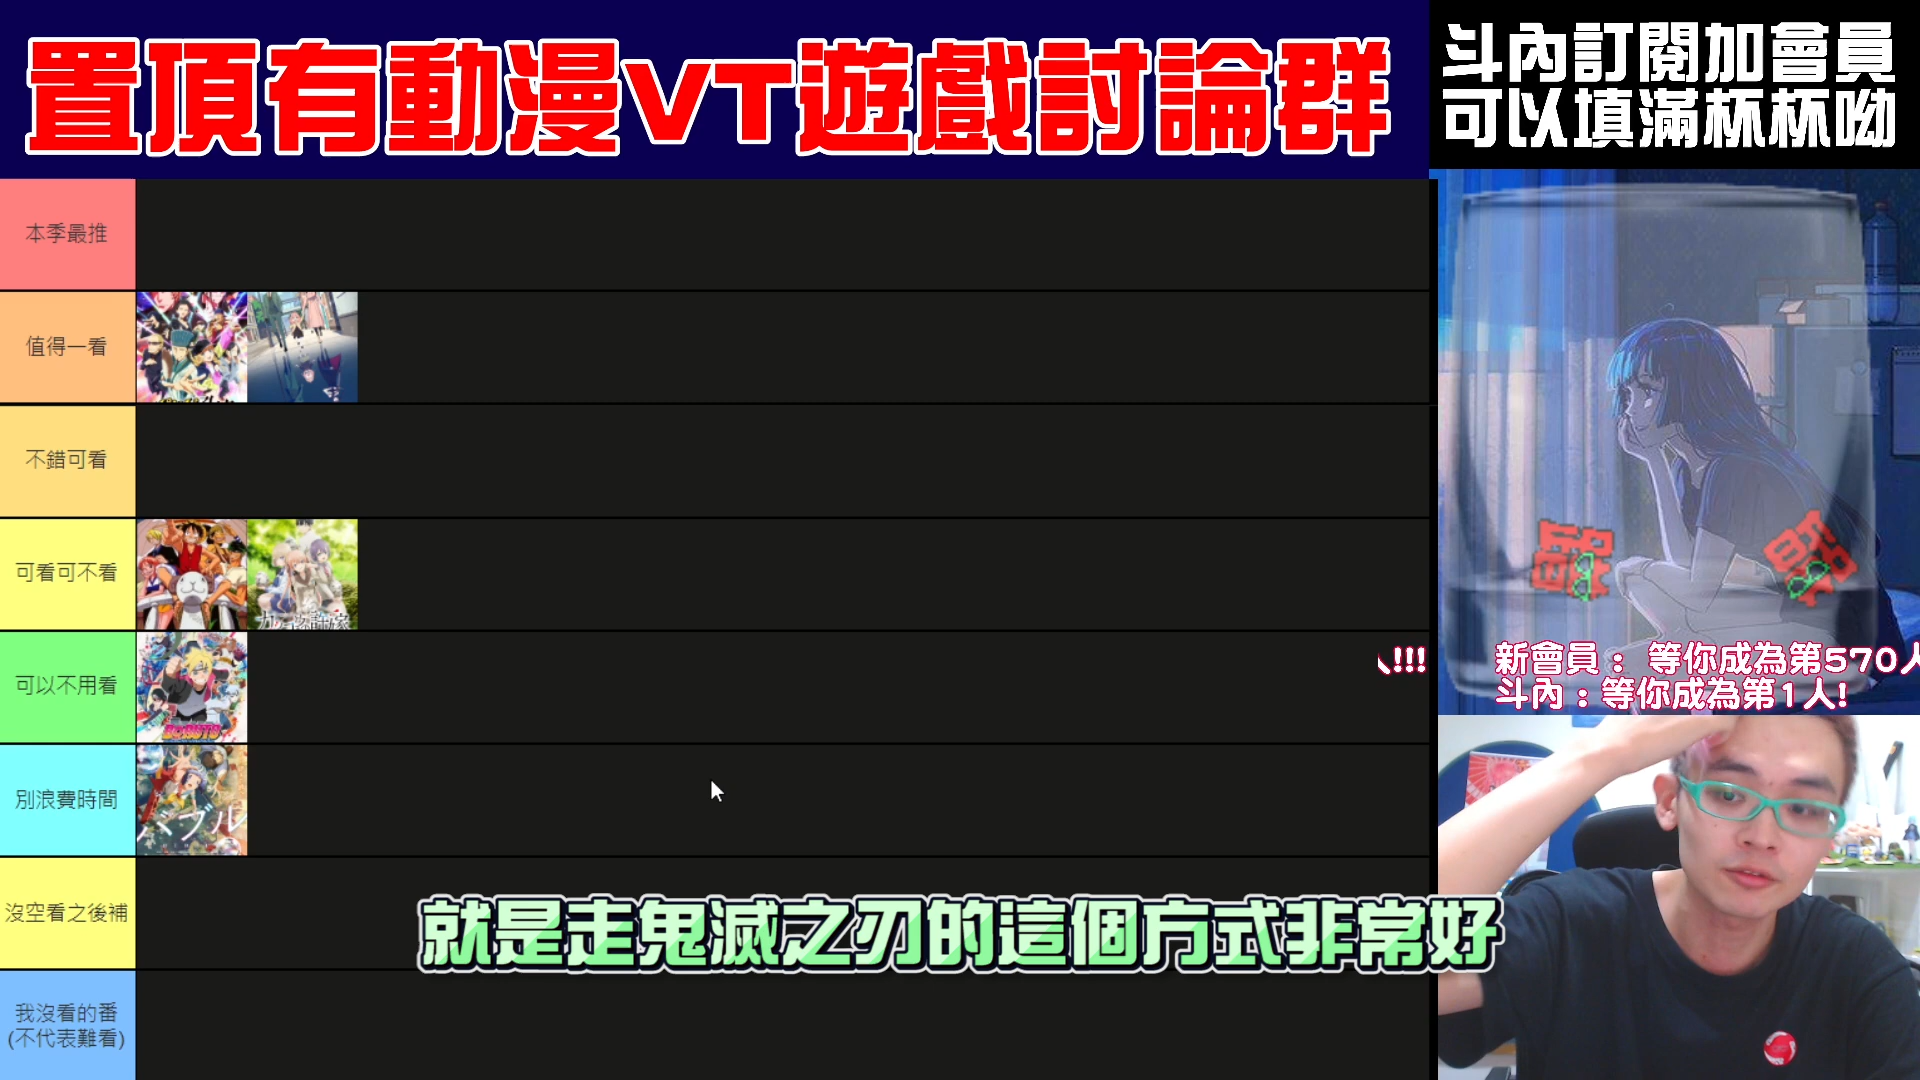 置頂有動漫VT遊戲討論群
斗內訂閱加會員
可以填滿杯杯呦
本季最推
值得一看
不錯可看
可看可不看
可以不用看
BORUTO
別浪費時間
バブル
沒空看之後補
我沒看的番
(不代表難看)
!!!
新會員：等你成為第570人
斗內：等你成為第1人!
就是走鬼滅之刃的這個方式非常好